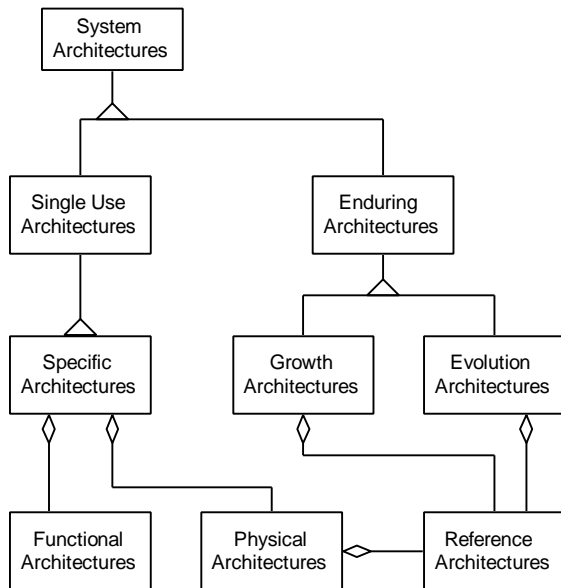 System
Architectures
Single Use
Architectures
Enduring
Architectures
Specific
Architectures
Growth
Architectures
Evolution
Architectures
Functional
Architectures
Physical
Architectures
Reference
Architectures